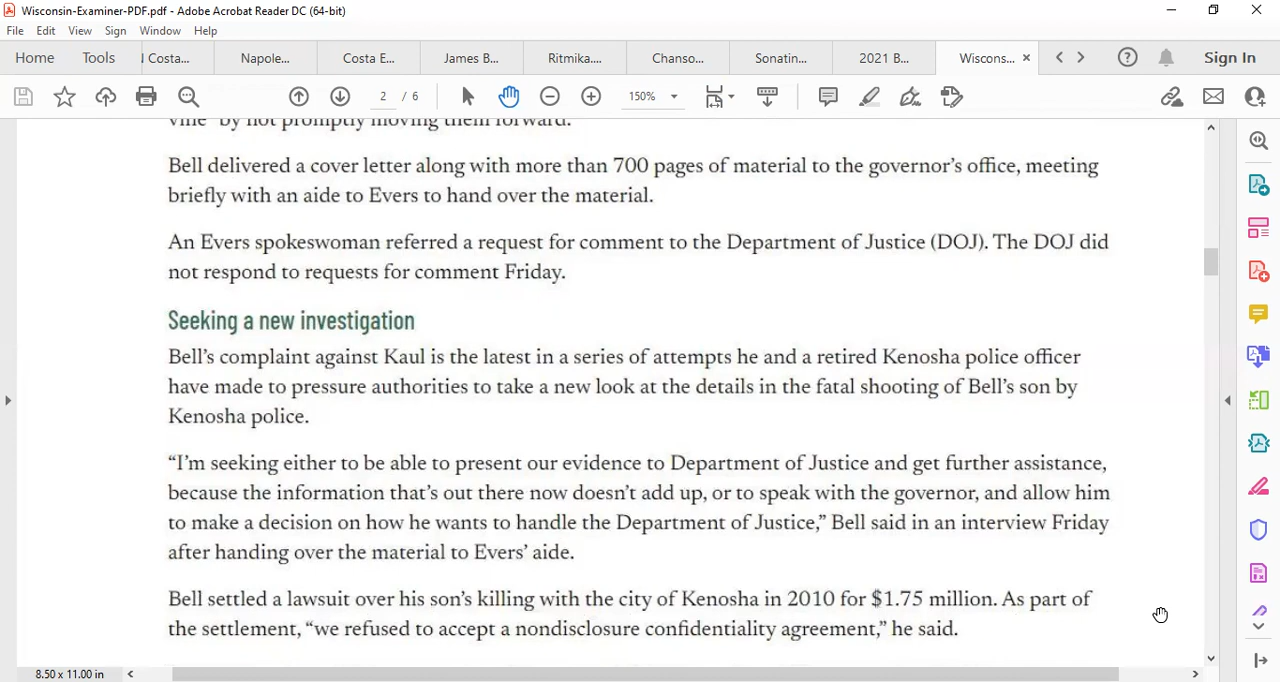 Wisconsin-Examiner-PDF.pdf - Adobe Acrobat Reader DC (64-bit)
File Edit View Sign Window Help
Home Tools l Costa... Napole... Costa E... James B... Ritmika.... Chanso... Sonatin... 2021 B... Wiscons... × Sign In
2 / 6 150%
vine” by not promptly moving them forward.
Bell delivered a cover letter along with more than 700 pages of material to the governor’s office, meeting
briefly with an aide to Evers to hand over the material.
An Evers spokeswoman referred a request for comment to the Department of Justice (DOJ). The DOJ did
not respond to requests for comment Friday.
Seeking a new investigation
Bell’s complaint against Kaul is the latest in a series of attempts he and a retired Kenosha police officer
have made to pressure authorities to take a new look at the details in the fatal shooting of Bell’s son by
Kenosha police.
“I’m seeking either to be able to present our evidence to Department of Justice and get further assistance,
because the information that’s out there now doesn’t add up, or to speak with the governor, and allow him
to make a decision on how he wants to handle the Department of Justice,” Bell said in an interview Friday
after handing over the material to Evers’ aide.
Bell settled a lawsuit over his son’s killing with the city of Kenosha in 2010 for $1.75 million. As part of
the settlement, “we refused to accept a nondisclosure confidentiality agreement,” he said.
8.50 x 11.00 in